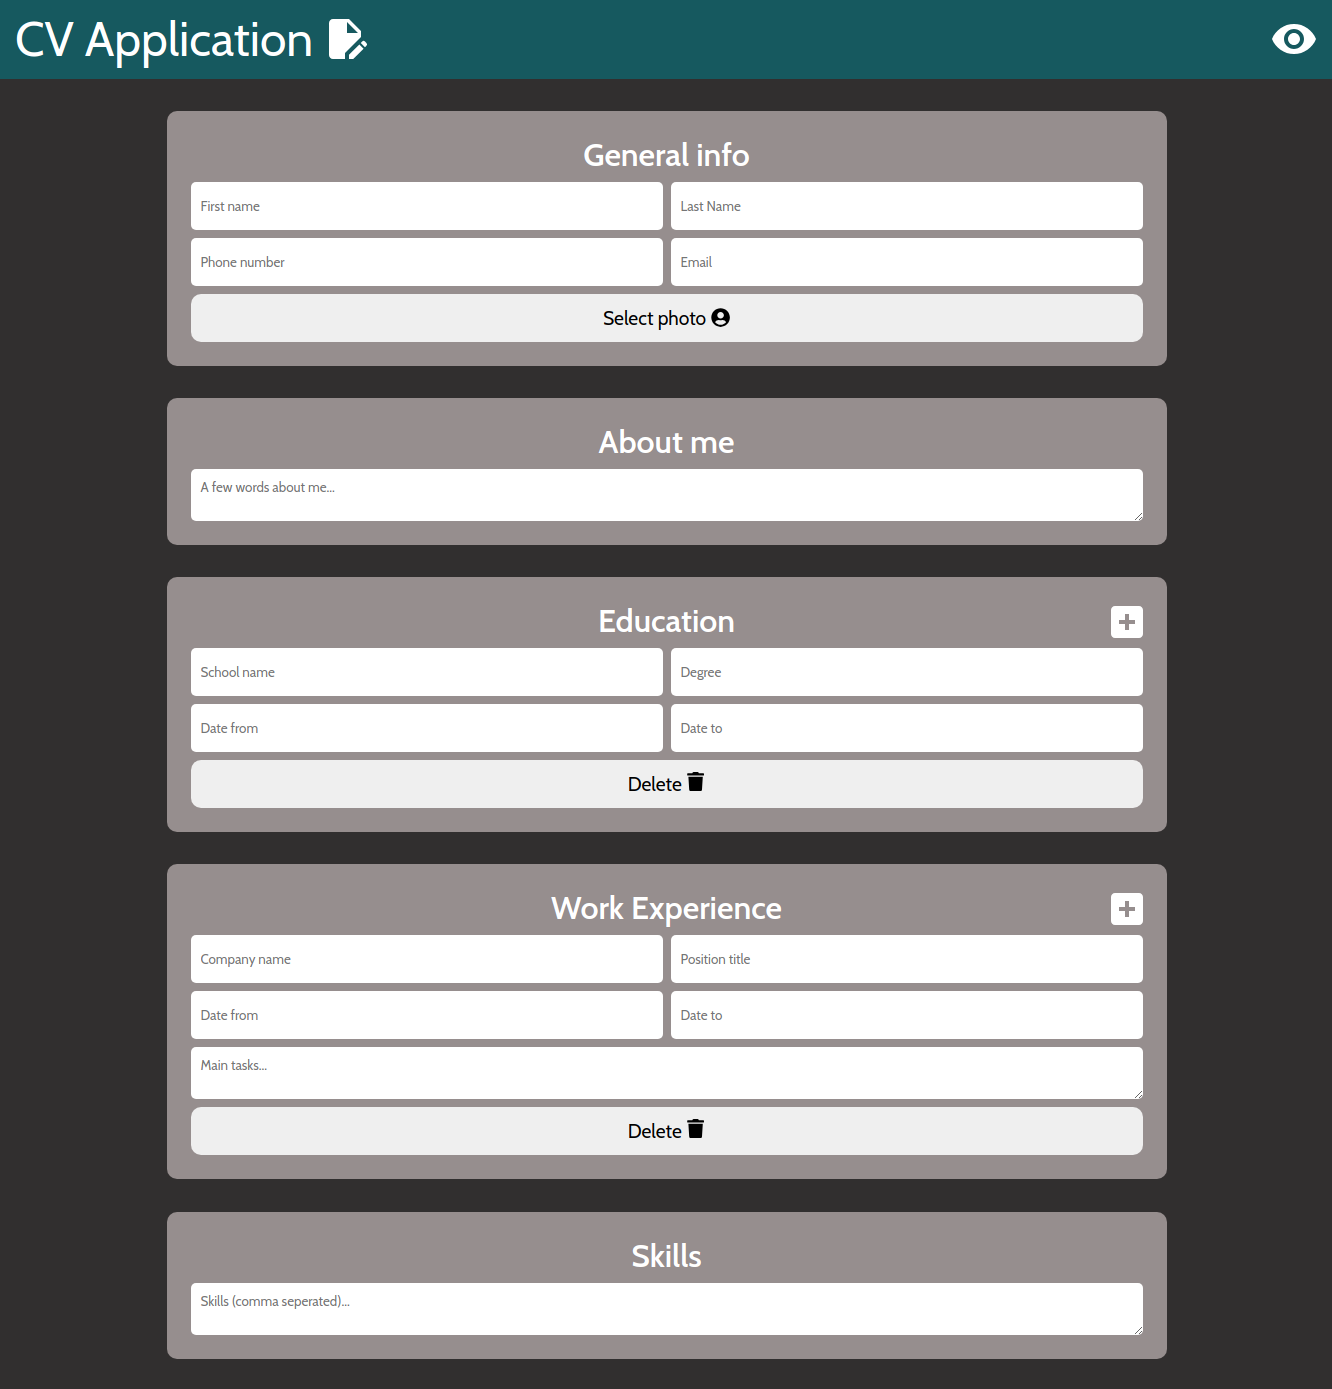 CV Application
General info
First name
Last Name
Phone number
Email
Select photo
About me
A few words about me...
Education
School name
Degree
Date from
Date to
Delete
Work Experience
Company name
Position title
Date from
Date to
Main tasks...
Delete
Skills
Skills (comma seperated)...